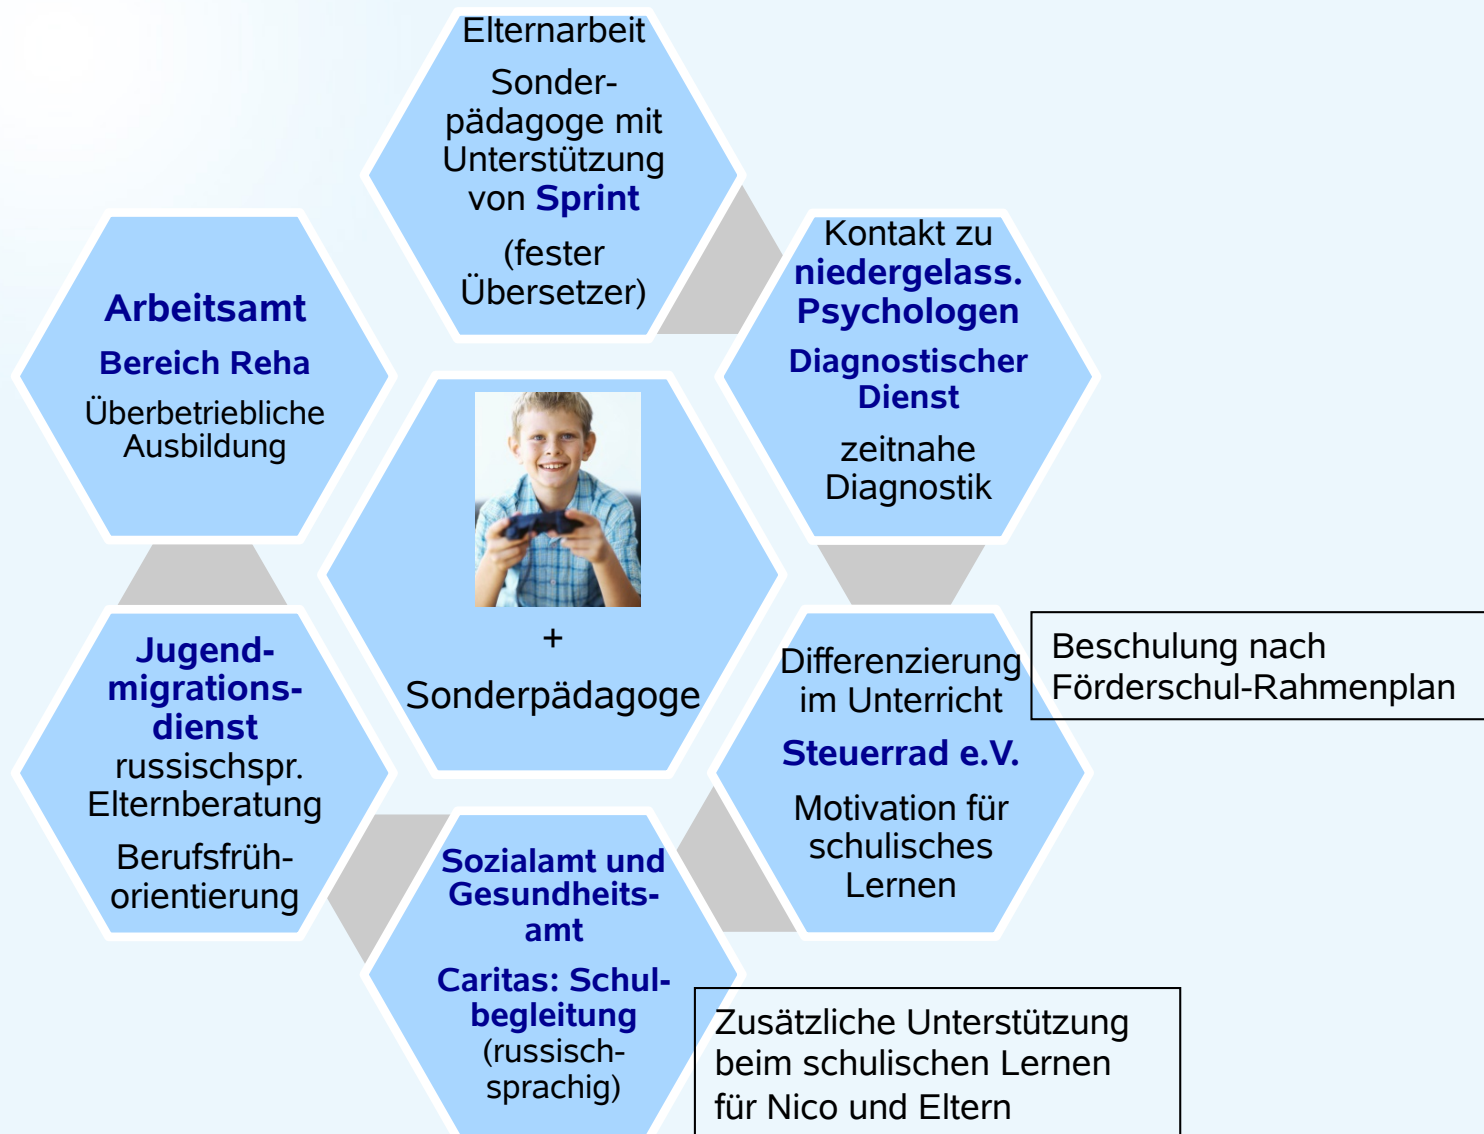 Elternarbeit
Sonder-
pädagoge mit
Unterstützung
von Sprint
(fester
Übersetzer)
Kontakt zu
niedergelass.
Psychologen
Diagnostischer
Dienst
zeitnahe
Diagnostik
Differenzierung
im Unterricht
Steuerrad e.V.
Motivation für
schulisches
Lernen
Beschulung nach
Förderschul-Rahmenplan
Sozialamt und
Gesundheits-
amt
Caritas: Schul-
begleitung
(russisch-
sprachig)
Zusätzliche Unterstützung
beim schulischen Lernen
für Nico und Eltern
Jugend-
migrations-
dienst
russischspr.
Elternberatung
Berufsfrüh-
orientierung
Arbeitsamt
Bereich Reha
Überbetriebliche
Ausbildung
+
Sonderpädagoge